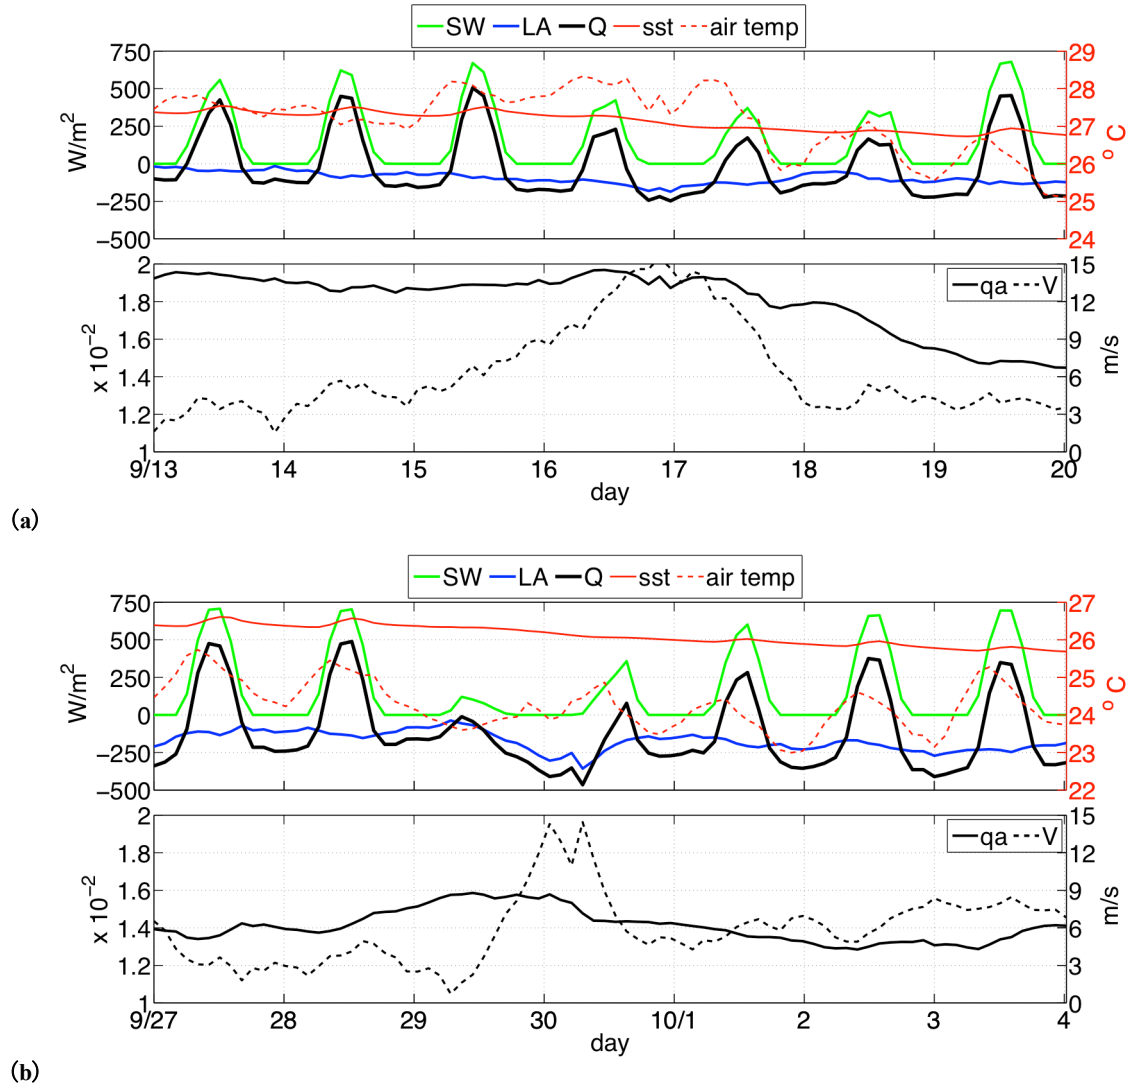 SW LA Q sst air temp
750
500
250
0
−250
−500
W/m2
29
28
27
26
25
24
°C
2
1.8
1.6
1.4
1.2
1
x 10−2
qa V
15
12
9
6
3
0
m/s
9/13 14 15 16 17 18 19 20
day
(a)
SW LA Q sst air temp
750
500
250
0
−250
−500
W/m2
27
26
25
24
23
22
°C
2
1.8
1.6
1.4
1.2
1
x 10−2
qa V
15
12
9
6
3
0
m/s
9/27 28 29 30 10/1 2 3 4
day
(b)